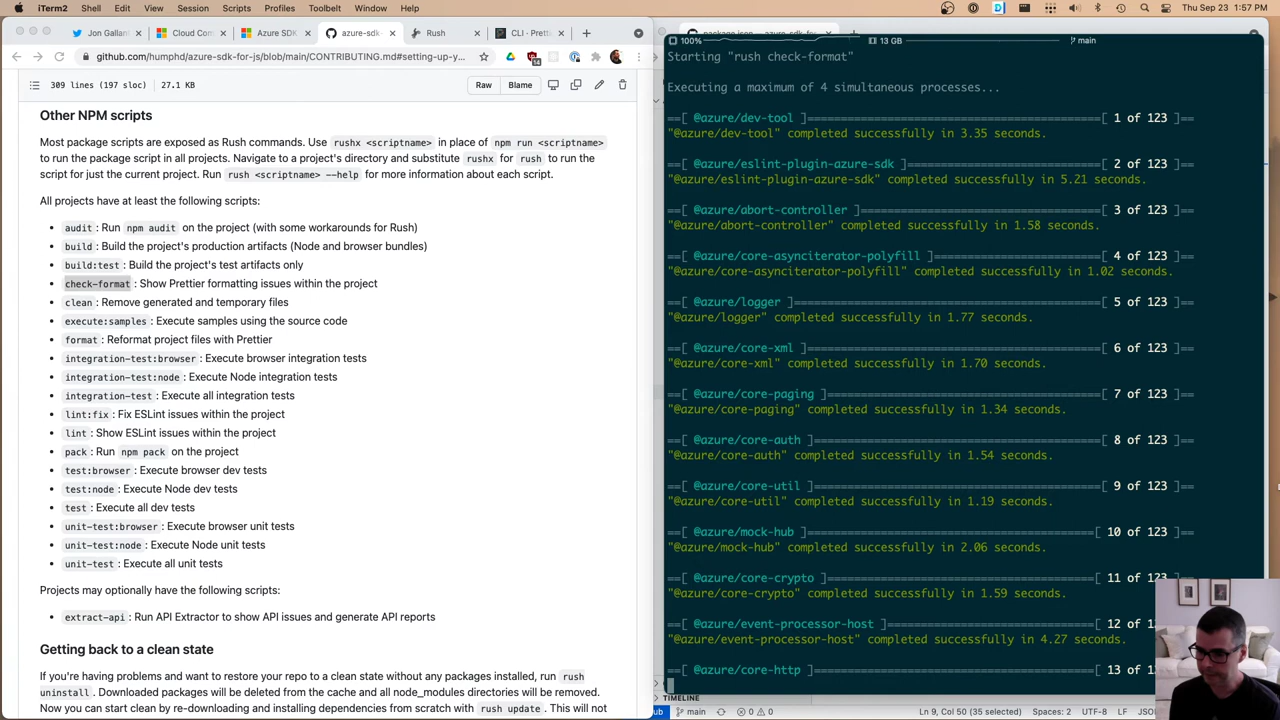 iTerm2 Shell Edit View Session Scripts Profiles Toolbelt Window Help Thu Sep 23 1:57 PM
Jon Gallan
Cloud Com
Azure SDK
azure-sdk
Rush
CLI · Prett
github.com/humphd/azure-sdk-for-js/blob/main/CONTRIBUTING.md#setting-up-y…
309 lines (197 sloc) 27.1 KB Raw Blame
Other NPM scripts
Most package scripts are exposed as Rush commands. Use rushx <scriptname> in place of npm run <scriptname>
to run the package script in all projects. Navigate to a project's directory and substitute rushx for rush to run the
script for just the current project. Run rush <scriptname> --help for more information about each script.
All projects have at least the following scripts:
• audit : Run npm audit on the project (with some workarounds for Rush)
• build : Build the project's production artifacts (Node and browser bundles)
• build:test : Build the project's test artifacts only
• check-format : Show Prettier formatting issues within the project
• clean : Remove generated and temporary files
• execute:samples : Execute samples using the source code
• format : Reformat project files with Prettier
• integration-test:browser : Execute browser integration tests
• integration-test:node : Execute Node integration tests
• integration-test : Execute all integration tests
• lint:fix : Fix ESLint issues within the project
• lint : Show ESLint issues within the project
• pack : Run npm pack on the project
• test:browser : Execute browser dev tests
• test:node : Execute Node dev tests
• test : Execute all dev tests
• unit-test:browser : Execute browser unit tests
• unit-test:node : Execute Node unit tests
• unit-test : Execute all unit tests
Projects may optionally have the following scripts:
• extract-api : Run API Extractor to show API issues and generate API reports
Getting back to a clean state
If you're having problems and want to restore your repo to a clean state without any packages installed, run rush
uninstall . Downloaded packages will be deleted from the cache and all node_modules directories will be removed.
Now you can start clean by re-downloading and installing dependencies from scratch with rush update . This will not
100% 13 GB main
Starting "rush check-format"
Executing a maximum of 4 simultaneous processes...
==[ @azure/dev-tool ]==================================[ 1 of 123 ]==
"@azure/dev-tool" completed successfully in 3.35 seconds.
==[ @azure/eslint-plugin-azure-sdk ]===================[ 2 of 123 ]==
"@azure/eslint-plugin-azure-sdk" completed successfully in 5.21 seconds.
==[ @azure/abort-controller ]==========================[ 3 of 123 ]==
"@azure/abort-controller" completed successfully in 1.58 seconds.
==[ @azure/core-asynciterator-polyfill ]===============[ 4 of 123 ]==
"@azure/core-asynciterator-polyfill" completed successfully in 1.02 seconds.
==[ @azure/logger ]====================================[ 5 of 123 ]==
"@azure/logger" completed successfully in 1.77 seconds.
==[ @azure/core-xml ]==================================[ 6 of 123 ]==
"@azure/core-xml" completed successfully in 1.70 seconds.
==[ @azure/core-paging ]===============================[ 7 of 123 ]==
"@azure/core-paging" completed successfully in 1.34 seconds.
==[ @azure/core-auth ]=================================[ 8 of 123 ]==
"@azure/core-auth" completed successfully in 1.54 seconds.
==[ @azure/core-util ]=================================[ 9 of 123 ]==
"@azure/core-util" completed successfully in 1.19 seconds.
==[ @azure/mock-hub ]=================================[ 10 of 123 ]==
"@azure/mock-hub" completed successfully in 2.06 seconds.
==[ @azure/core-crypto ]==============================[ 11 of 123 ]==
"@azure/core-crypto" completed successfully in 1.59 seconds.
==[ @azure/event-processor-host ]=====================[ 12 of 1
"@azure/event-processor-host" completed successfully in 4.27 seconds.
==[ @azure/core-http ]================================[ 13 of 1
TIMELINE
main 0 0 Ln 9, Col 50 (35 selected) Spaces: 2 UTF-8 LF JSON